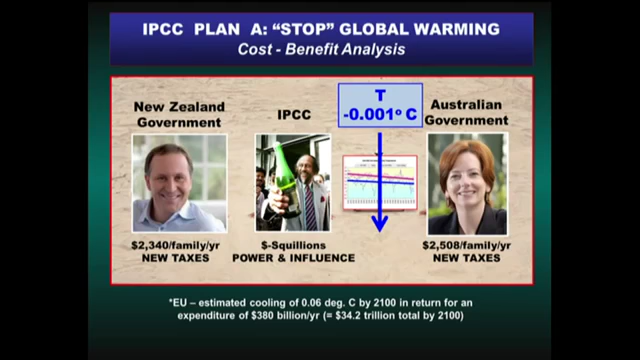 IPCC PLAN A: “STOP” GLOBAL WARMING
Cost - Benefit Analysis
New Zealand
Government
IPCC
T
-0.001º C
Australian
Government
$2,340/family/yr
NEW TAXES
$-Squillions
POWER & INFLUENCE
$2,508/family/yr
NEW TAXES
*EU – estimated cooling of 0.06 deg. C by 2100 in return for an
expenditure of $380 billion/yr (= $34.2 trillion total by 2100)